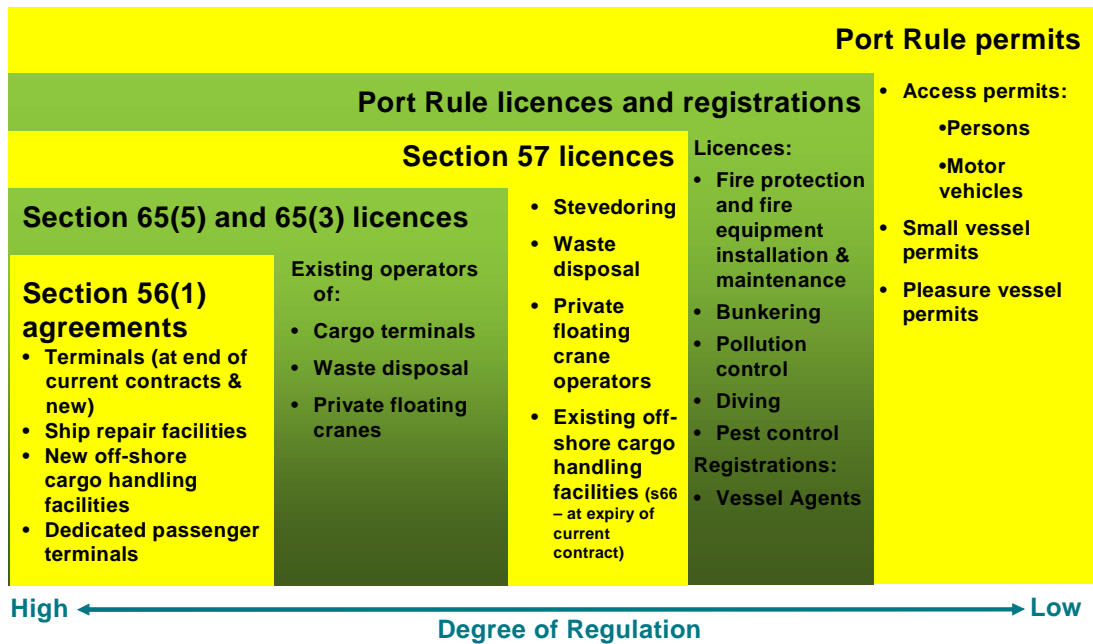 Port Rule permits
• Access permits:
•Persons
•Motor
vehicles
• Small vessel
permits
• Pleasure vessel
permits
Port Rule licences and registrations
Licences:
• Fire protection
and fire
equipment
installation &
maintenance
• Bunkering
• Pollution
control
• Diving
• Pest control
Registrations:
• Vessel Agents
Section 57 licences
• Stevedoring
• Waste
disposal
• Private
floating
crane
operators
• Existing off-
shore cargo
handling
facilities (s66
– at expiry of
current
contract)
Section 65(5) and 65(3) licences
Existing operators
of:
• Cargo terminals
• Waste disposal
• Private floating
cranes
Section 56(1)
agreements
• Terminals (at end of
current contracts &
new)
• Ship repair facilities
• New off-shore
cargo handling
facilities
• Dedicated passenger
terminals
High
Low
Degree of Regulation